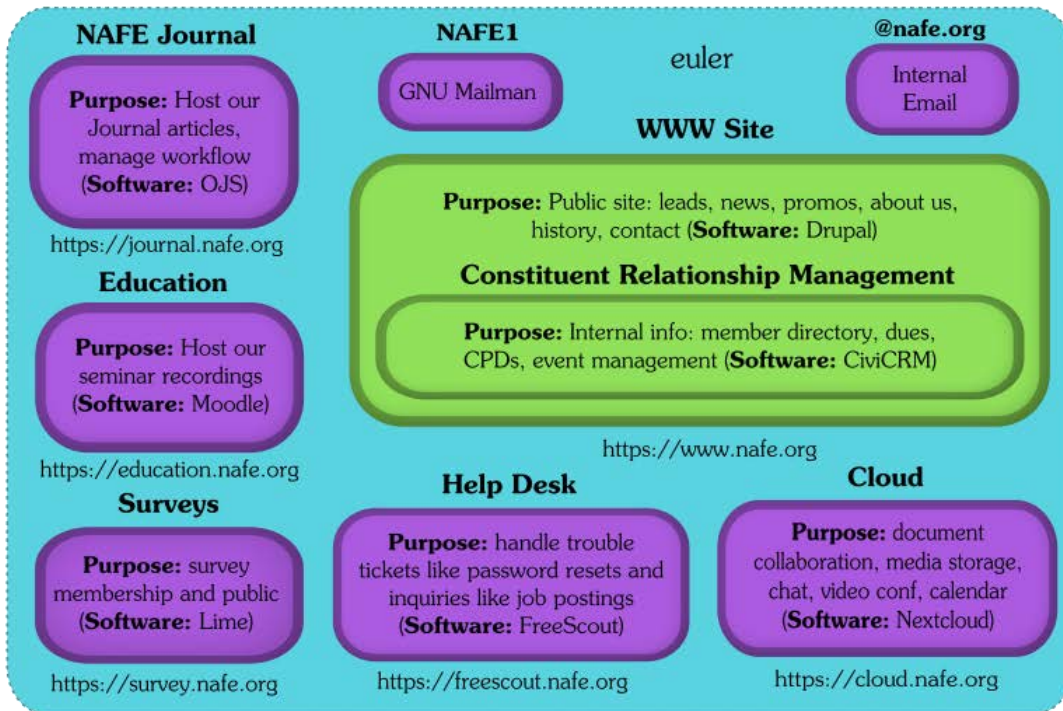 NAFE Journal
Purpose: Host our
Journal articles,
manage workflow
(Software: OJS)
https://journal.nafe.org
NAFE1
GNU Mailman
euler
@nafe.org
Internal
Email
WWW Site
Purpose: Public site: leads, news, promos, about us,
history, contact (Software: Drupal)
Constituent Relationship Management
Purpose: Internal info: member directory, dues,
CPDs, event management (Software: CiviCRM)
https://www.nafe.org
Education
Purpose: Host our
seminar recordings
(Software: Moodle)
https://education.nafe.org
Surveys
Purpose: survey
membership and public
(Software: Lime)
https://survey.nafe.org
Help Desk
Purpose: handle trouble
tickets like password resets and
inquiries like job postings
(Software: FreeScout)
https://freescout.nafe.org
Cloud
Purpose: document
collaboration, media storage,
chat, video conf, calendar
(Software: Nextcloud)
https://cloud.nafe.org